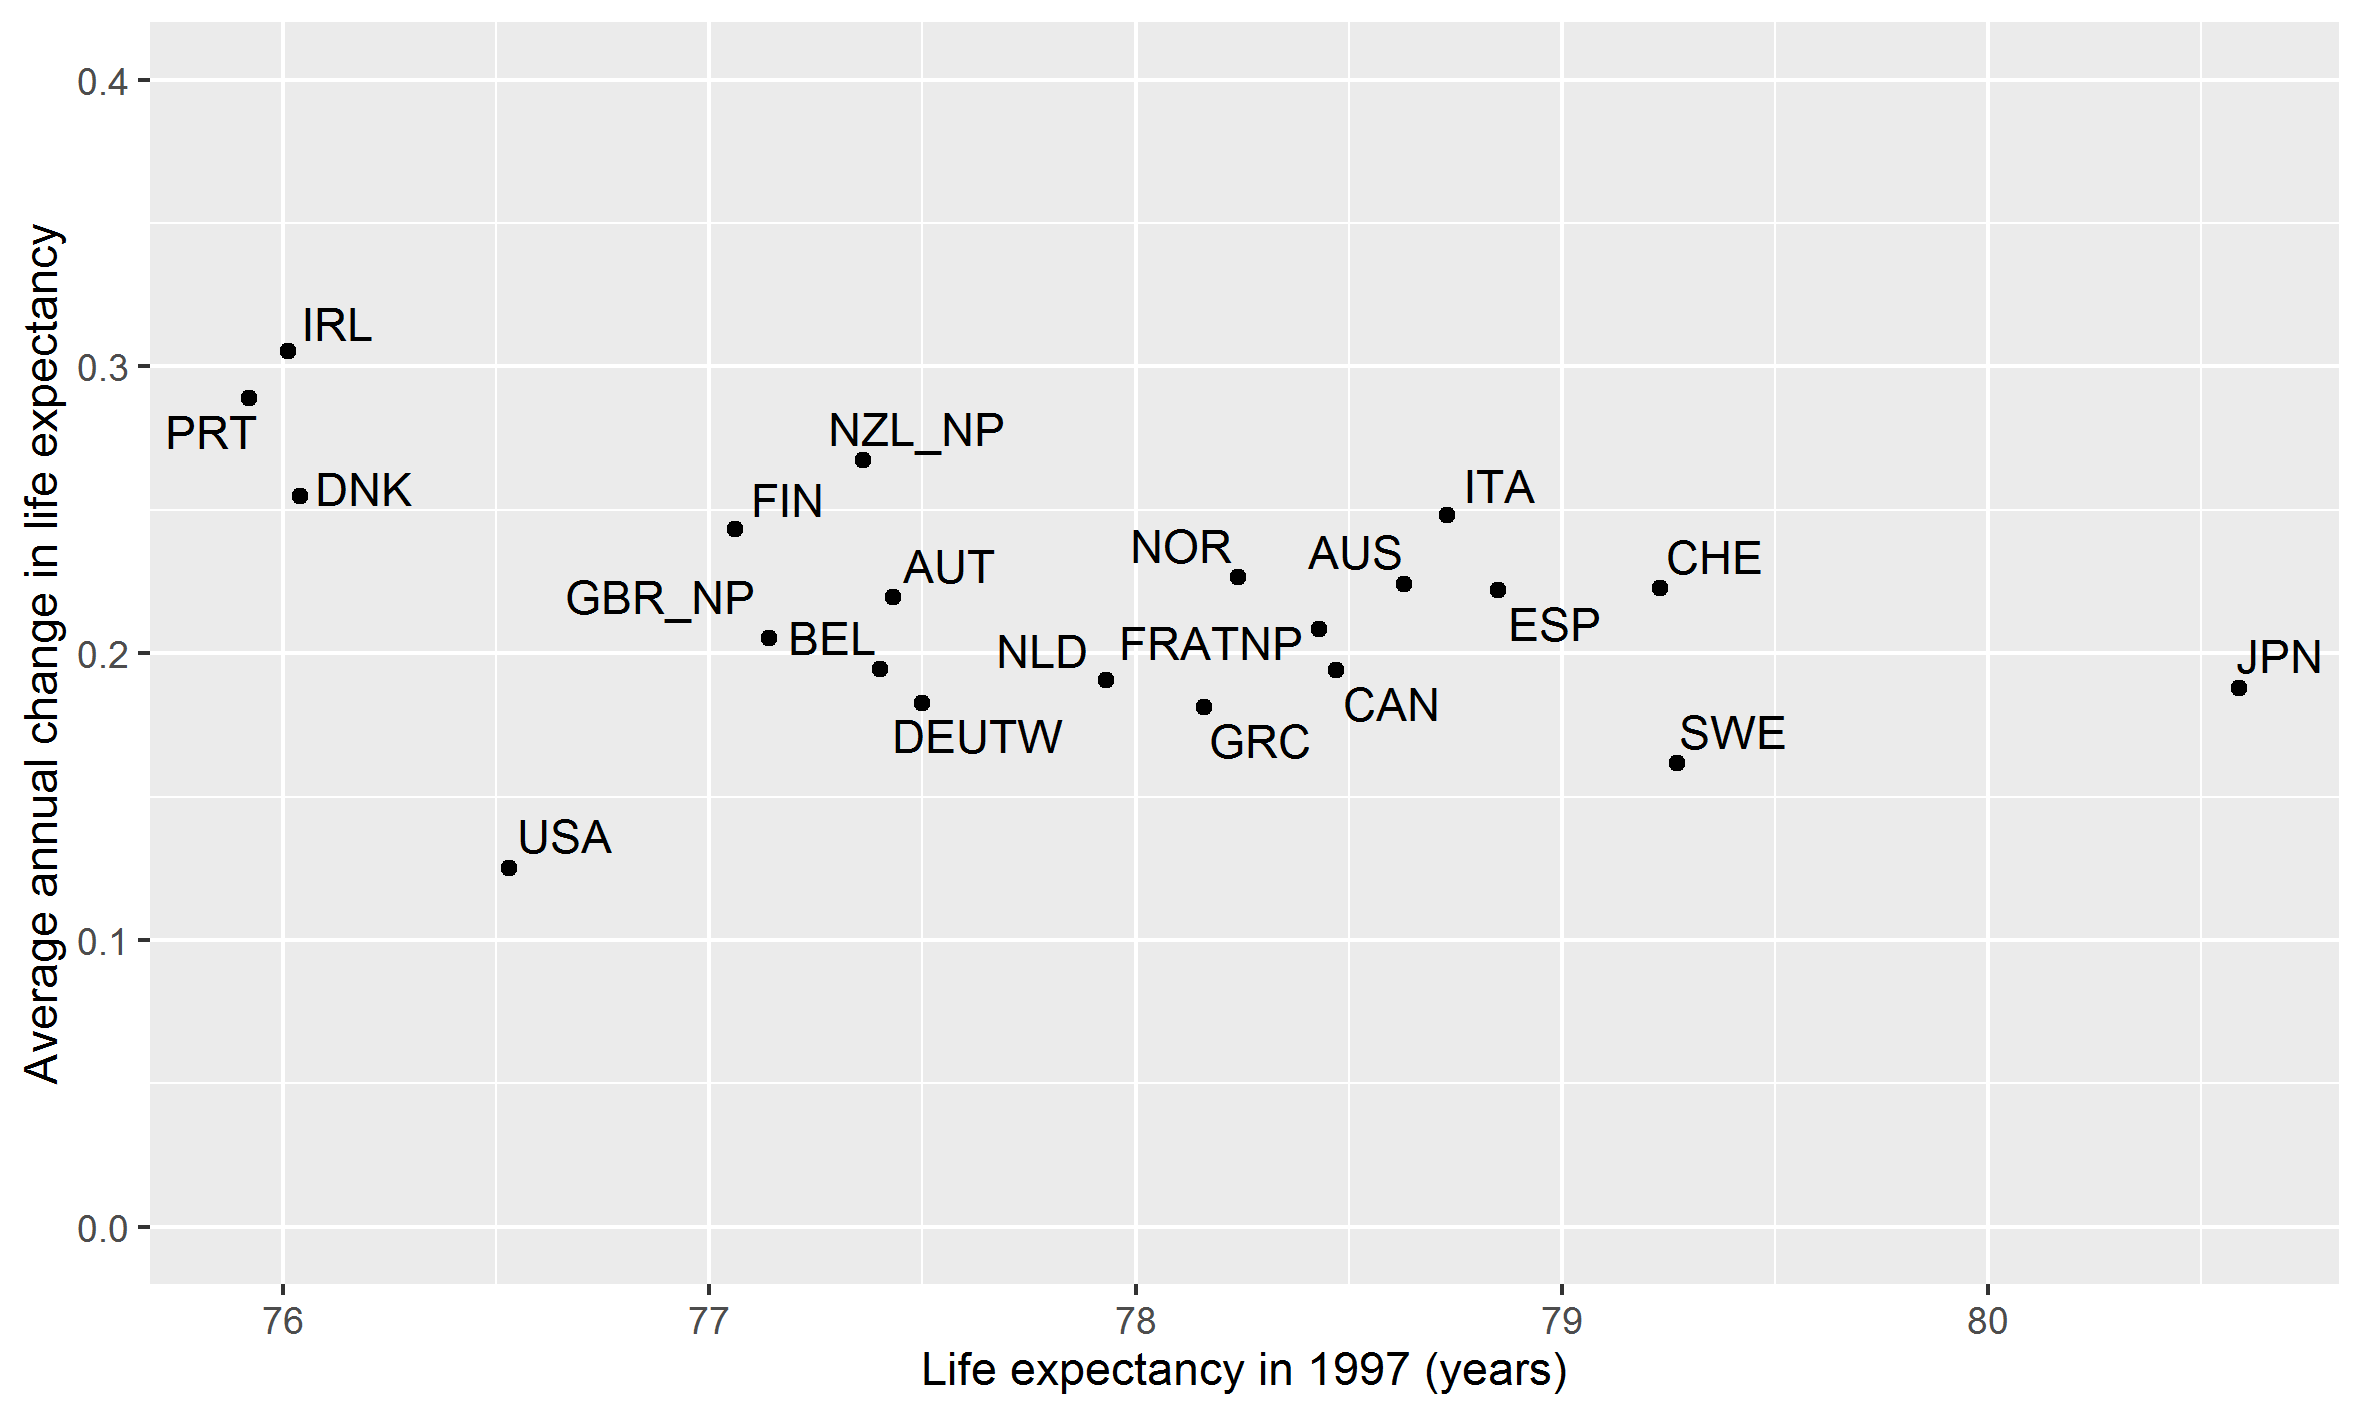 0.4
0.3
0.2
0.1
0.0
Average annual change in life expectancy
IRL
PRT
DNK
NZL_NP
FIN
ITA
NOR
AUS
CHE
AUT
GBR_NP
ESP
BEL
NLD
FRATNP
JPN
CAN
DEUTW
GRC
SWE
USA
76
77
78
79
80
Life expectancy in 1997 (years)